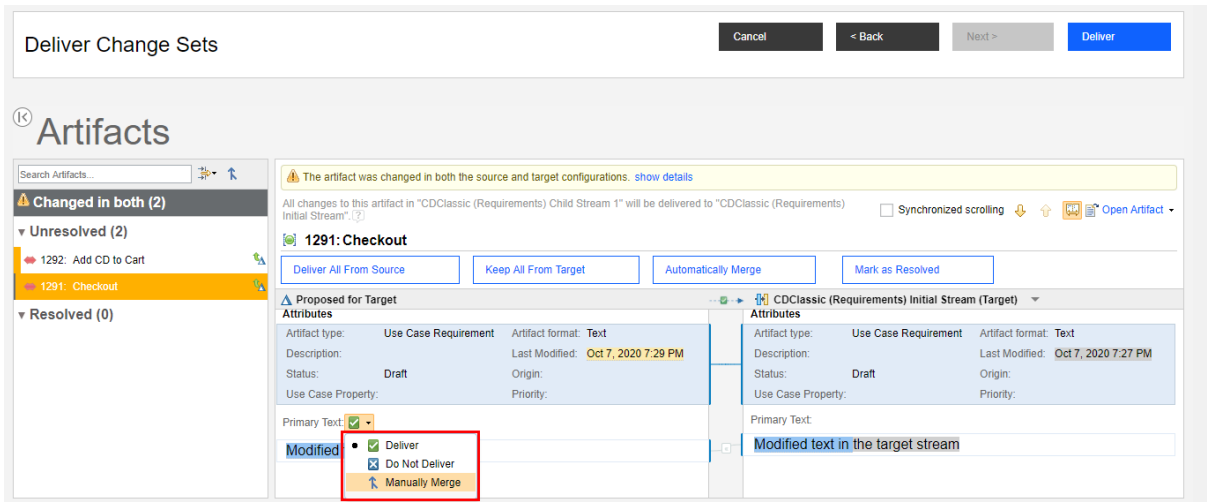 Deliver Change Sets
Cancel
< Back
Next >
Deliver
Artifacts
Search Artifacts...
Changed in both (2)
Unresolved (2)
1292: Add CD to Cart
1291: Checkout
Resolved (0)
The artifact was changed in both the source and target configurations. show details
All changes to this artifact in "CDClassic (Requirements) Child Stream 1" will be delivered to "CDClassic (Requirements)
Initial Stream".[?]
Synchronized scrolling
Open Artifact
1291: Checkout
Deliver All From Source
Keep All From Target
Automatically Merge
Mark as Resolved
Proposed for Target
Attributes
Artifact type: Use Case Requirement Artifact format: Text
Description: Last Modified: Oct 7, 2020 7:29 PM
Status: Draft Origin:
Use Case Property: Priority:
Primary Text:
Modified
Deliver
Do Not Deliver
Manually Merge
CDClassic (Requirements) Initial Stream (Target)
Attributes
Artifact type: Use Case Requirement Artifact format: Text
Description: Last Modified: Oct 7, 2020 7:27 PM
Status: Draft Origin:
Use Case Property: Priority:
Primary Text:
Modified text in the target stream